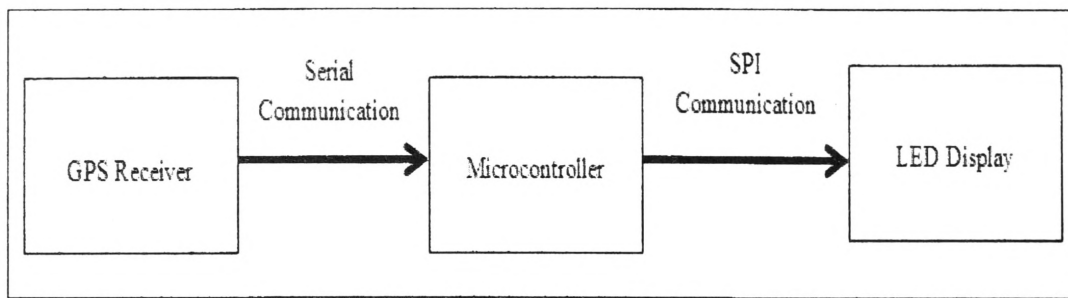 GPS Receiver
Serial
Communication
Microcontroller
SPI
Communication
LED Display